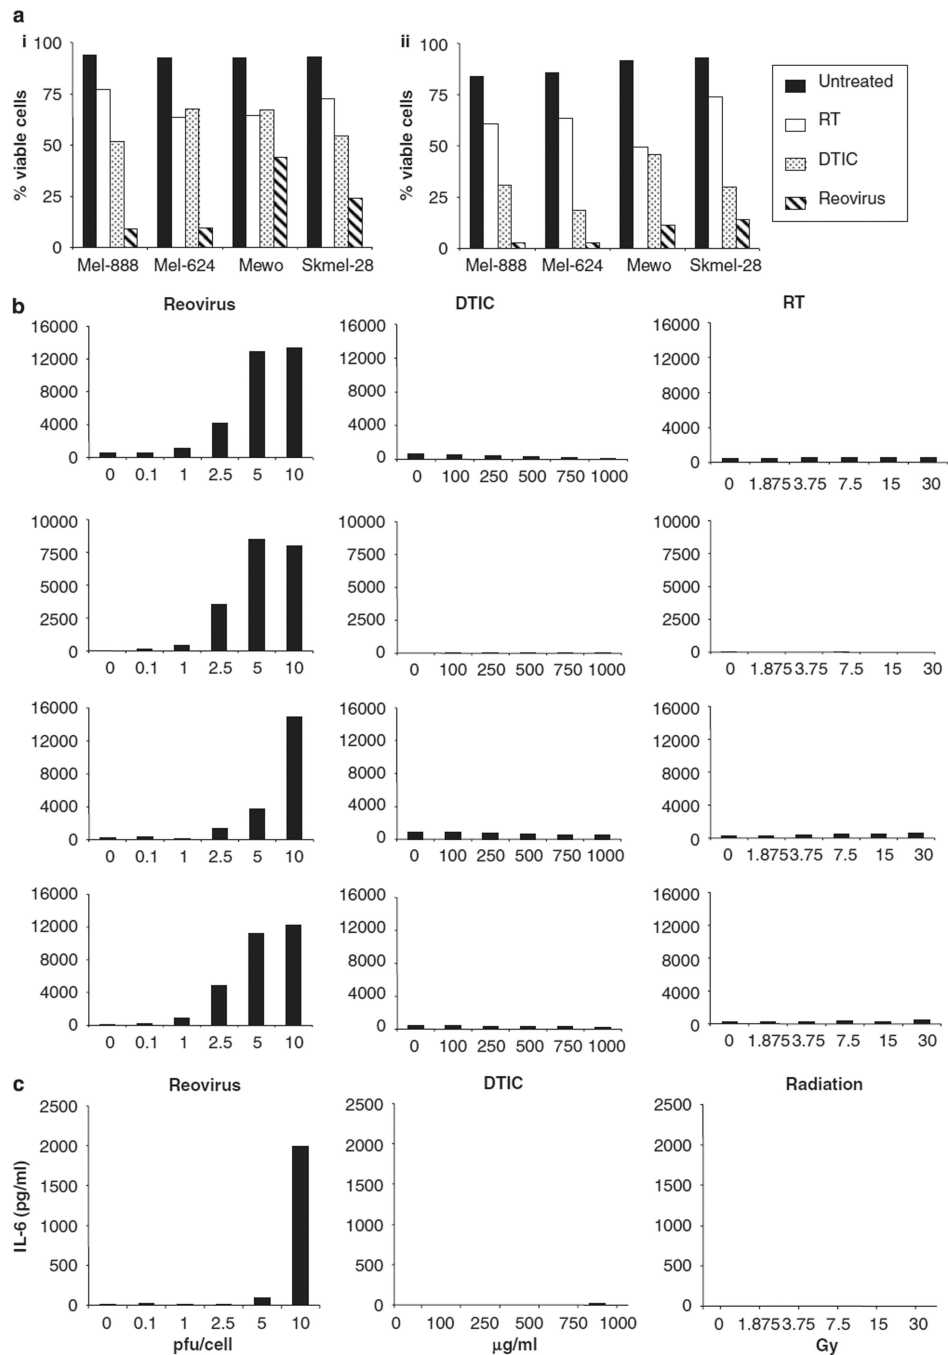 a
i
ii
100
75
50
25
0
% viable cells
Mel-888 Mel-624 Mewo Skmel-28
100
75
50
25
0
% viable cells
Mel-888 Mel-624 Mewo Skmel-28
Untreated
RT
DTIC
Reovirus
b
Reovirus
DTIC
RT
16000
12000
8000
4000
0
0 0.1 1 2.5 5 10
16000
12000
8000
4000
0
0 100 250 500 750 1000
16000
12000
8000
4000
0
0 1.875 3.75 7.5 15 30
10000
7500
5000
2500
0
0 0.1 1 2.5 5 10
10000
7500
5000
2500
0
0 100 250 500 750 1000
10000
7500
5000
2500
0
0 1.875 3.75 7.5 15 30
16000
12000
8000
4000
0
0 0.1 1 2.5 5 10
16000
12000
8000
4000
0
0 100 250 500 750 1000
16000
12000
8000
4000
0
0 1.875 3.75 7.5 15 30
16000
12000
8000
4000
0
0 0.1 1 2.5 5 10
16000
12000
8000
4000
0
0 100 250 500 750 1000
16000
12000
8000
4000
0
0 1.875 3.75 7.5 15 30
c
Reovirus
DTIC
Radiation
IL-6 (pg/ml)
2500
2000
1500
1000
500
0
0 0.1 1 2.5 5 10
pfu/cell
2500
2000
1500
1000
500
0
0 100 250 500 750 1000
μg/ml
2500
2000
1500
1000
500
0
0 1.875 3.75 7.5 15 30
Gy